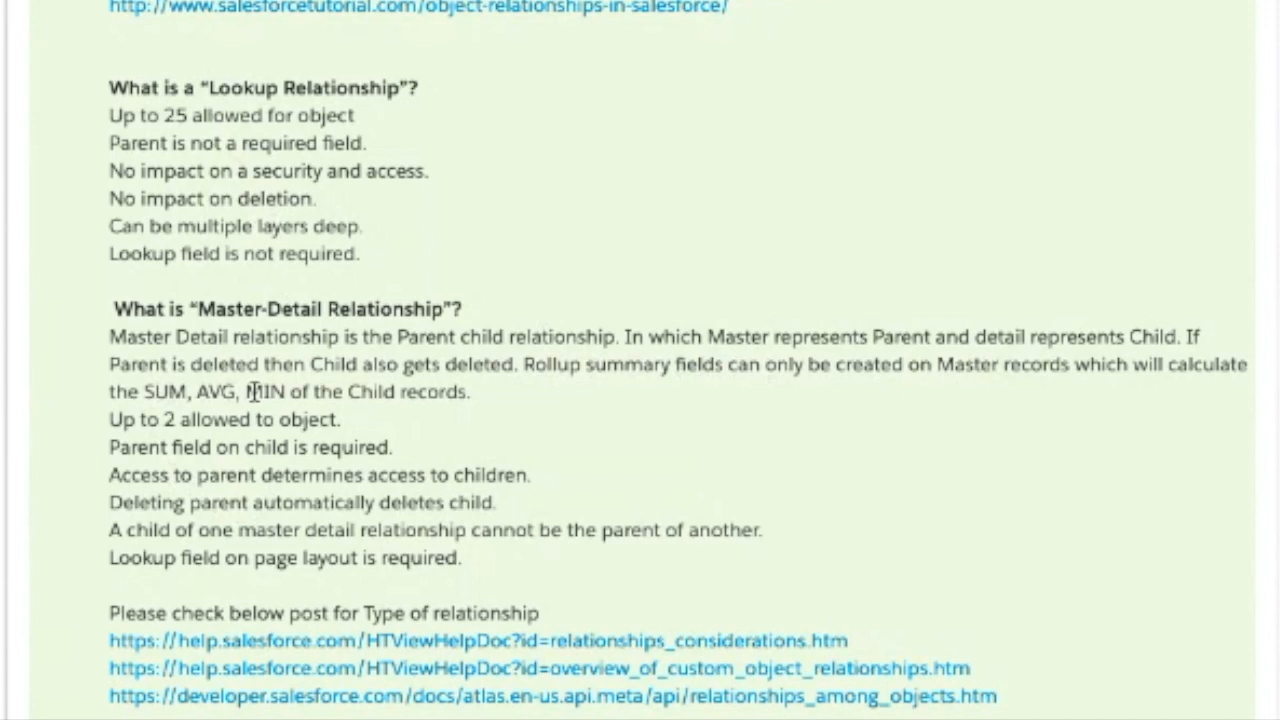 http://www.salesforcetutorial.com/object-relationships-in-salesforce/
What is a “Lookup Relationship”?
Up to 25 allowed for object
Parent is not a required field.
No impact on a security and access.
No impact on deletion.
Can be multiple layers deep.
Lookup field is not required.
What is “Master-Detail Relationship”?
Master Detail relationship is the Parent child relationship. In which Master represents Parent and detail represents Child. If
Parent is deleted then Child also gets deleted. Rollup summary fields can only be created on Master records which will calculate
the SUM, AVG, MIN of the Child records.
Up to 2 allowed to object.
Parent field on child is required.
Access to parent determines access to children.
Deleting parent automatically deletes child.
A child of one master detail relationship cannot be the parent of another.
Lookup field on page layout is required.
Please check below post for Type of relationship
https://help.salesforce.com/HTViewHelpDoc?id=relationships_considerations.htm
https://help.salesforce.com/HTViewHelpDoc?id=overview_of_custom_object_relationships.htm
https://developer.salesforce.com/docs/atlas.en-us.api.meta/api/relationships_among_objects.htm